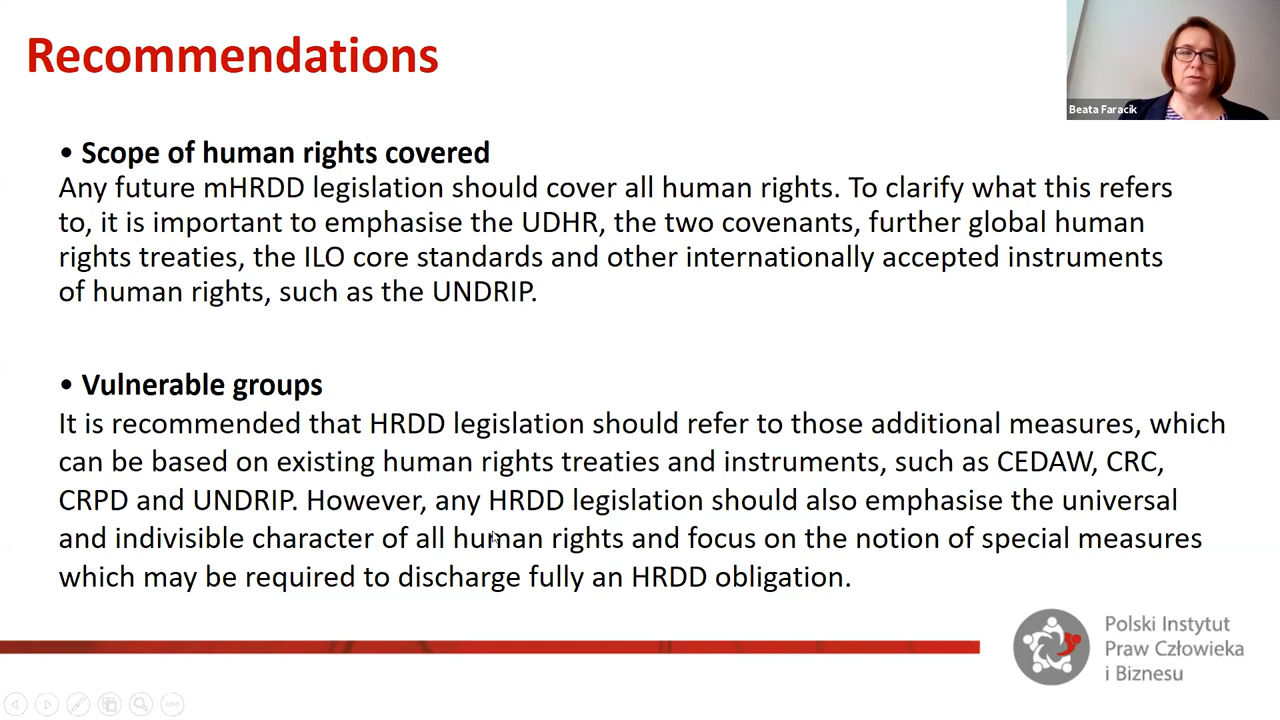 Recommendations
Beata Faracik
• Scope of human rights covered
Any future mHRDD legislation should cover all human rights. To clarify what this refers
to, it is important to emphasise the UDHR, the two covenants, further global human
rights treaties, the ILO core standards and other internationally accepted instruments
of human rights, such as the UNDRIP.
• Vulnerable groups
It is recommended that HRDD legislation should refer to those additional measures, which
can be based on existing human rights treaties and instruments, such as CEDAW, CRC,
CRPD and UNDRIP. However, any HRDD legislation should also emphasise the universal
and indivisible character of all human rights and focus on the notion of special measures
which may be required to discharge fully an HRDD obligation.
Polski Instytut
Praw Człowieka
i Biznesu